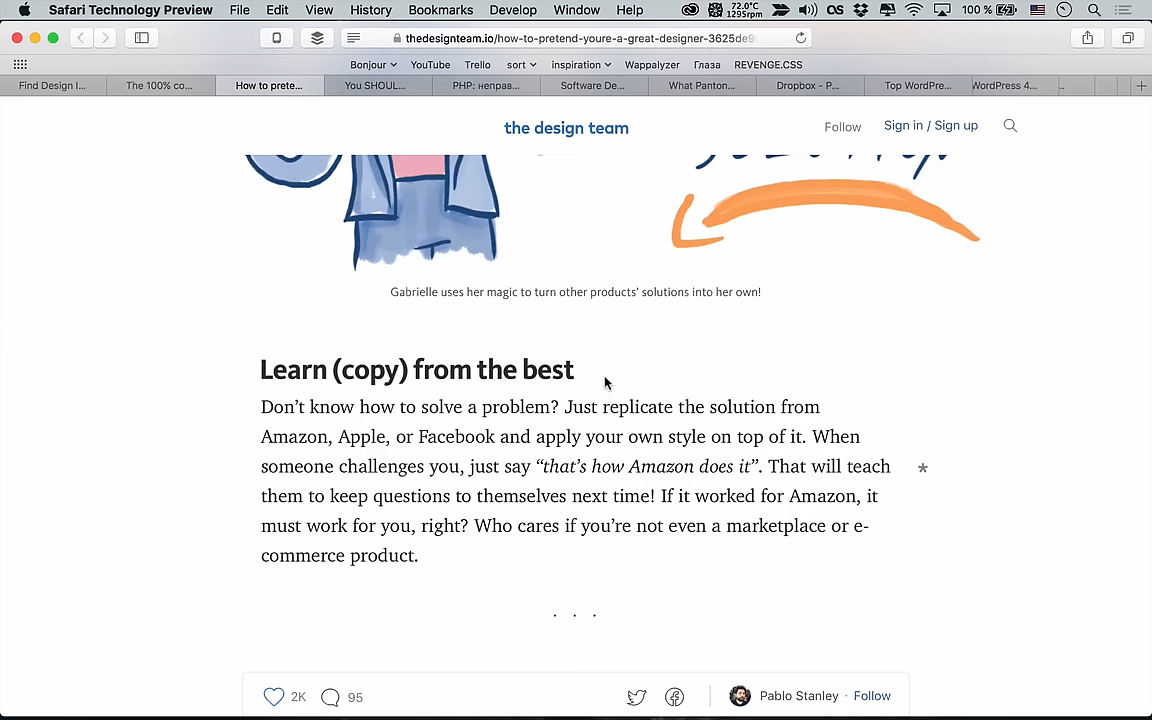 Safari Technology Preview File Edit View History Bookmarks Develop Window Help 72.0°C 1295rpm 100 %
thedesignteam.io/how-to-pretend-youre-a-great-designer-3625de9
Bonjour YouTube Trello sort inspiration Wappalyzer Глаза REVENGE.CSS
Find Design I... The 100% co... How to prete... You SHOUL... PHP: неправ... Software De... What Panton... Dropbox - P... Top WordPre... WordPress 4...
the design team Follow Sign in / Sign up
Gabrielle uses her magic to turn other products’ solutions into her own!
Learn (copy) from the best
Don’t know how to solve a problem? Just replicate the solution from
Amazon, Apple, or Facebook and apply your own style on top of it. When
someone challenges you, just say “that’s how Amazon does it”. That will teach *
them to keep questions to themselves next time! If it worked for Amazon, it
must work for you, right? Who cares if you’re not even a marketplace or e-
commerce product.
. . .
2K 95 Pablo Stanley · Follow